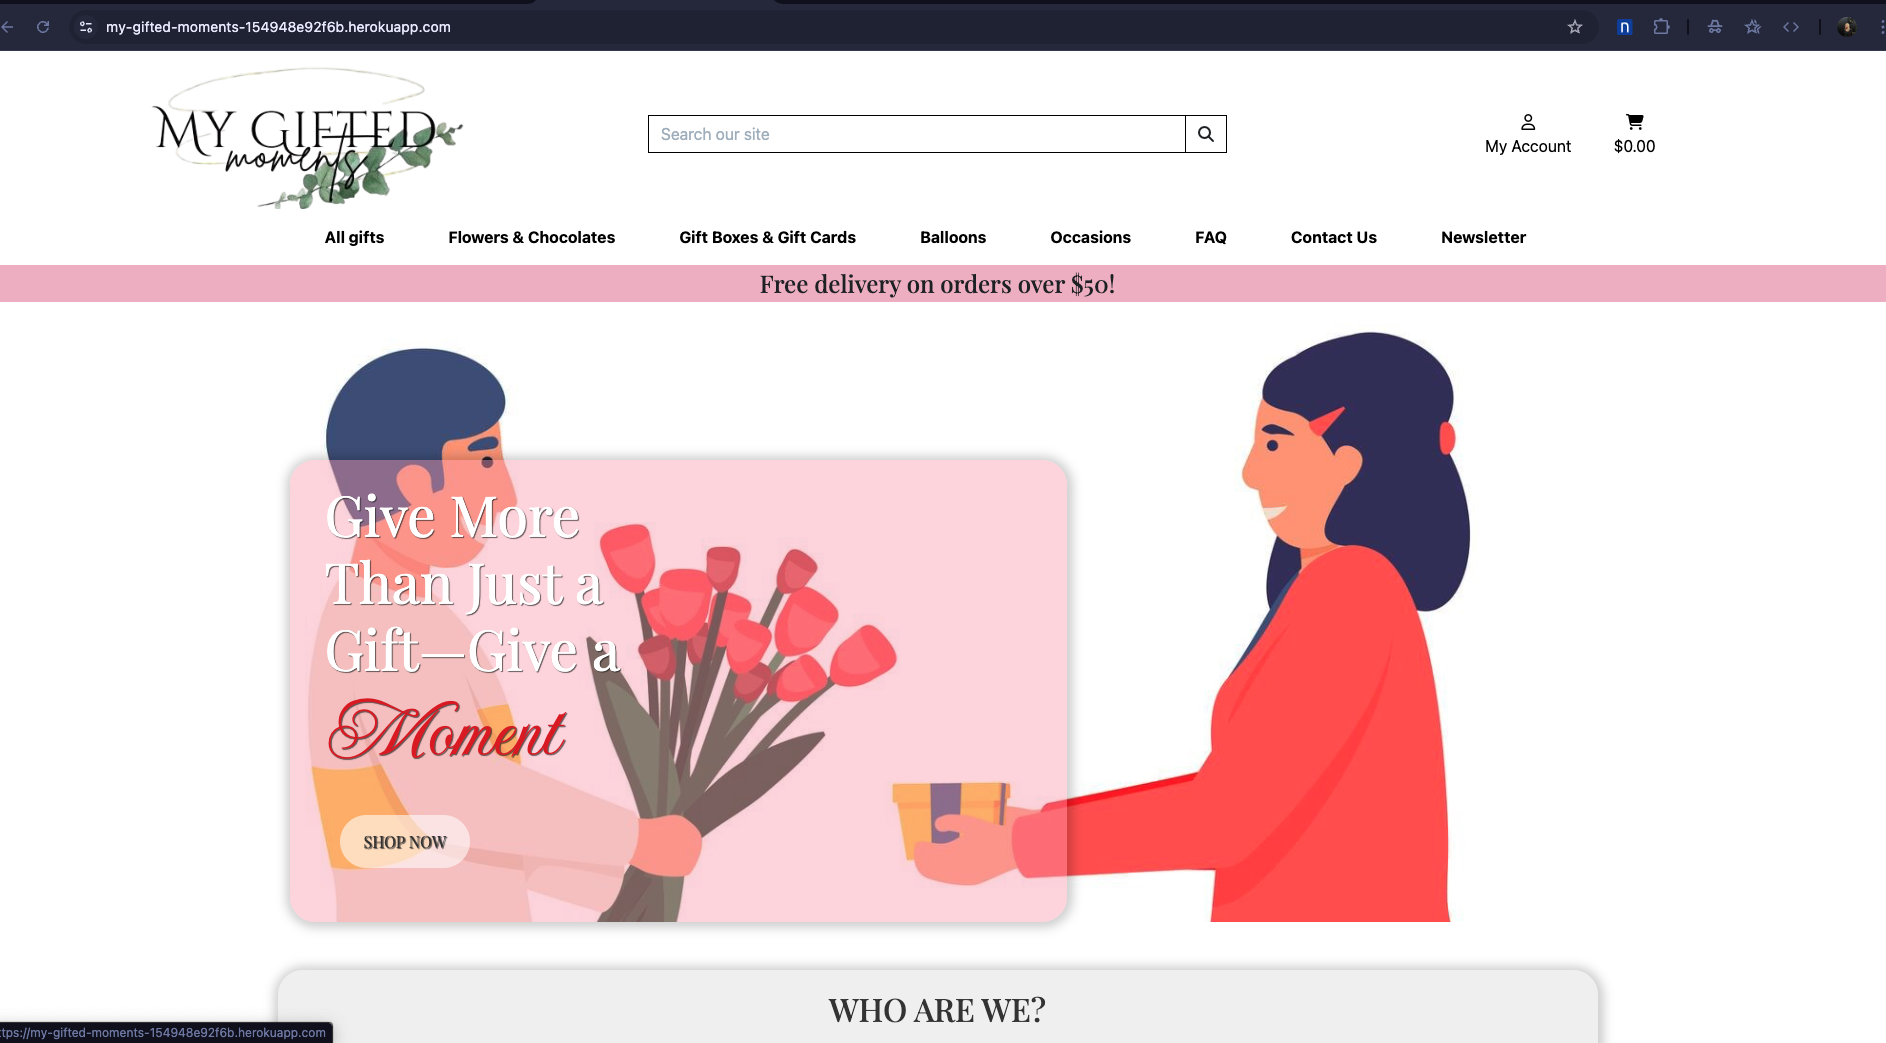 my-gifted-moments-154948e92f6b.herokuapp.com
n
MY GIFTED
moments
Search our site
My Account
$0.00
All gifts Flowers & Chocolates Gift Boxes & Gift Cards Balloons Occasions FAQ Contact Us Newsletter
Free delivery on orders over $50!
Give More
Than Just a
Gift—Give a
Moment
SHOP NOW
WHO ARE WE?
tps://my-gifted-moments-154948e92f6b.herokuapp.com